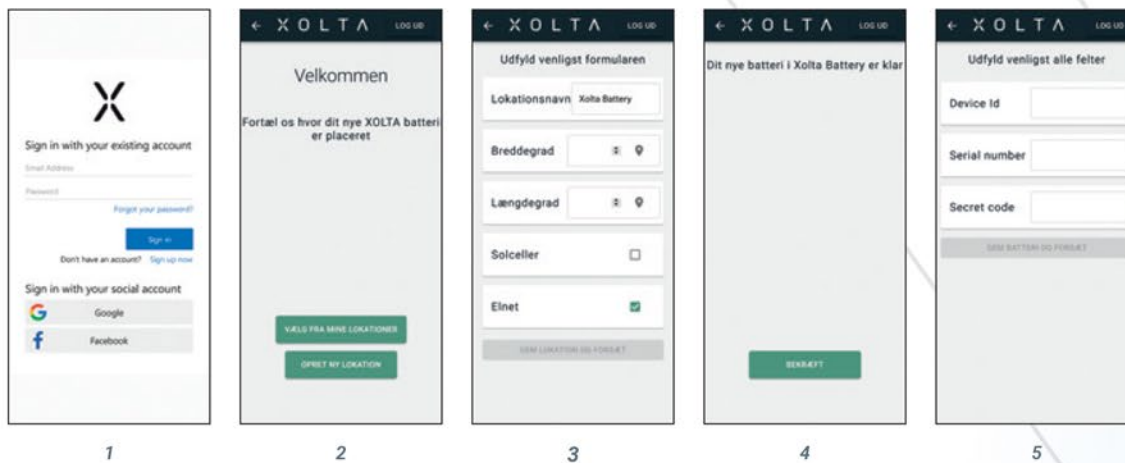 Sign in with your existing account
Email Address
Password
Forgot your password?
Sign in
Don't have an account? Sign up now
Sign in with your social account
Google
Facebook
1
← XOLTA LOG UD
Velkommen
Fortæl os hvor dit nye XOLTA batteri
er placeret
VÆLG FRA MINE LOKATIONER
OPRET NY LOKATION
2
← XOLTA LOG UD
Udfyld venligst formularen
Lokationsnavn Xolta Battery
Breddegrad
Længdegrad
Solceller
Elnet
GEM LOKATION OG FORSÆT
3
← XOLTA LOG UD
Dit nye batteri i Xolta Battery er klar
BEKRÆFT
4
← XOLTA LOG UD
Udfyld venligst alle felter
Device Id
Serial number
Secret code
GEM BATTERI OG FORSÆT
5